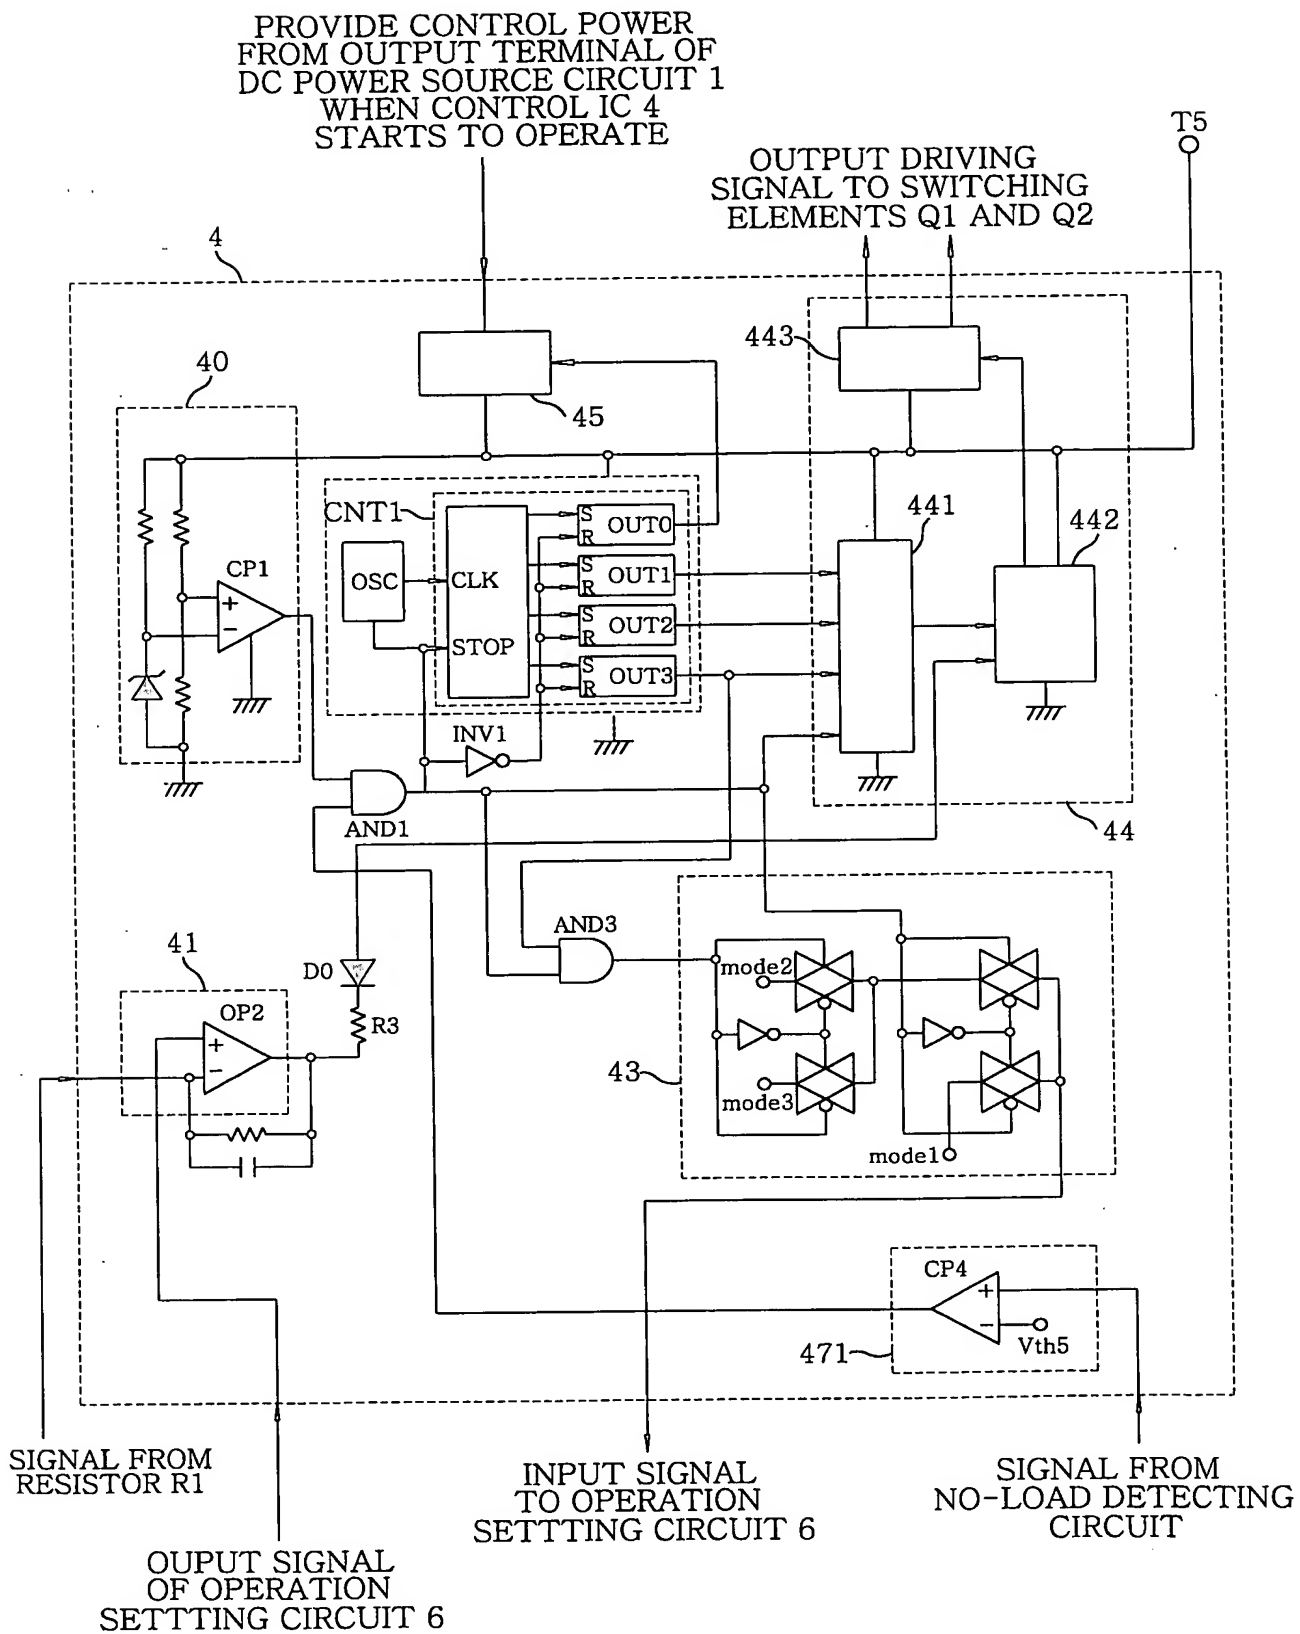 PROVIDE CONTROL POWER
FROM OUTPUT TERMINAL OF
DC POWER SOURCE CIRCUIT 1
WHEN CONTROL IC 4
STARTS TO OPERATE
T5
OUTPUT DRIVING
SIGNAL TO SWITCHING
ELEMENTS Q1 AND Q2
4
443
40
45
CNT1
441
442
S
R
OUT0
CP1
OSC
CLK
S
R
OUT1
+
−
S
R
OUT2
STOP
S
R
OUT3
INV1
AND1
44
41
AND3
D0
mode2
OP2
R3
+
−
43
mode3
mode1
CP4
+
−
Vth5
471
SIGNAL FROM
RESISTOR R1
INPUT SIGNAL
TO OPERATION
SETTTING CIRCUIT 6
SIGNAL FROM
NO-LOAD DETECTING
CIRCUIT
OUPUT SIGNAL
OF OPERATION
SETTTING CIRCUIT 6